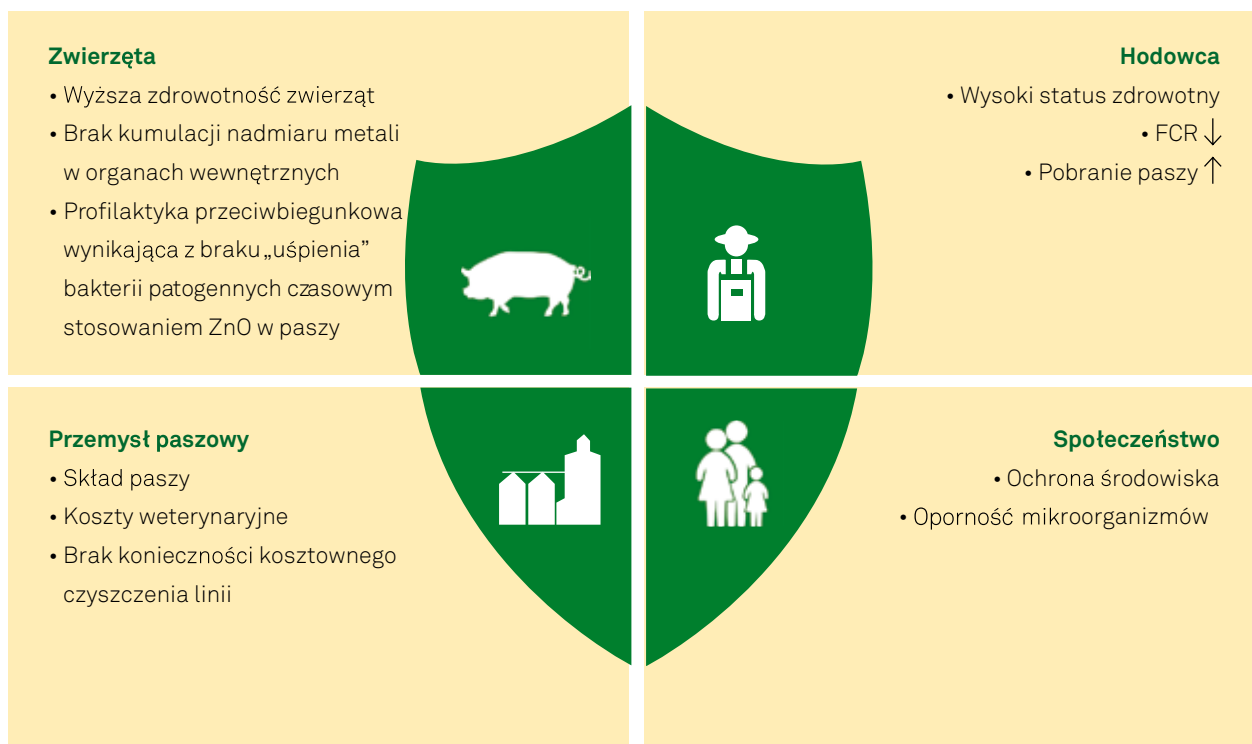 Zwierzęta
• Wyższa zdrowotność zwierząt
• Brak kumulacji nadmiaru metali
w organach wewnętrznych
• Profilaktyka przeciwbiegunkowa
wynikająca z braku „uśpienia”
bakterii patogennych czasowym
stosowaniem ZnO w paszy
Hodowca
• Wysoki status zdrowotny
• FCR ↓
• Pobranie paszy ↑
Przemysł paszowy
• Skład paszy
• Koszty weterynaryjne
• Brak konieczności kosztownego
czyszczenia linii
Społeczeństwo
• Ochrona środowiska
• Oporność mikroorganizmów